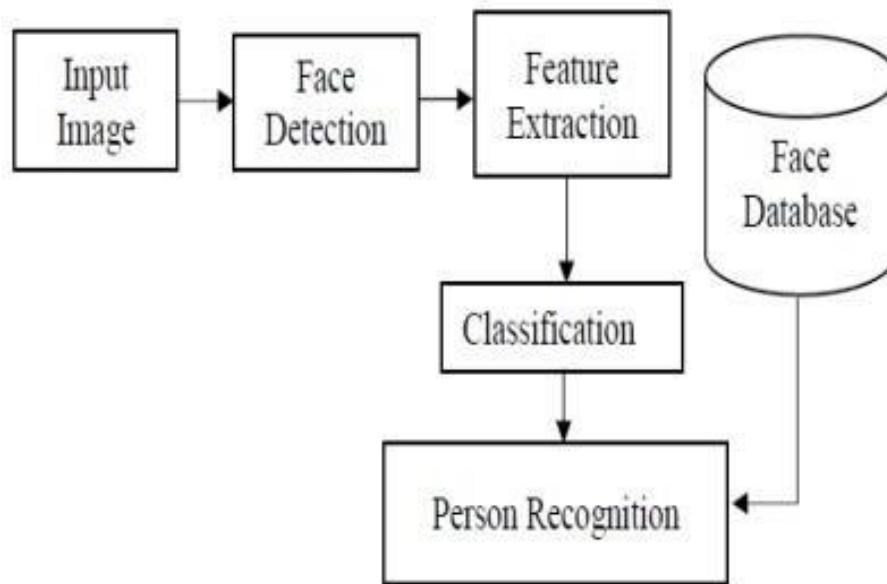 Input
Image
Face
Detection
Feature
Extraction
Face
Database
Classification
Person Recognition